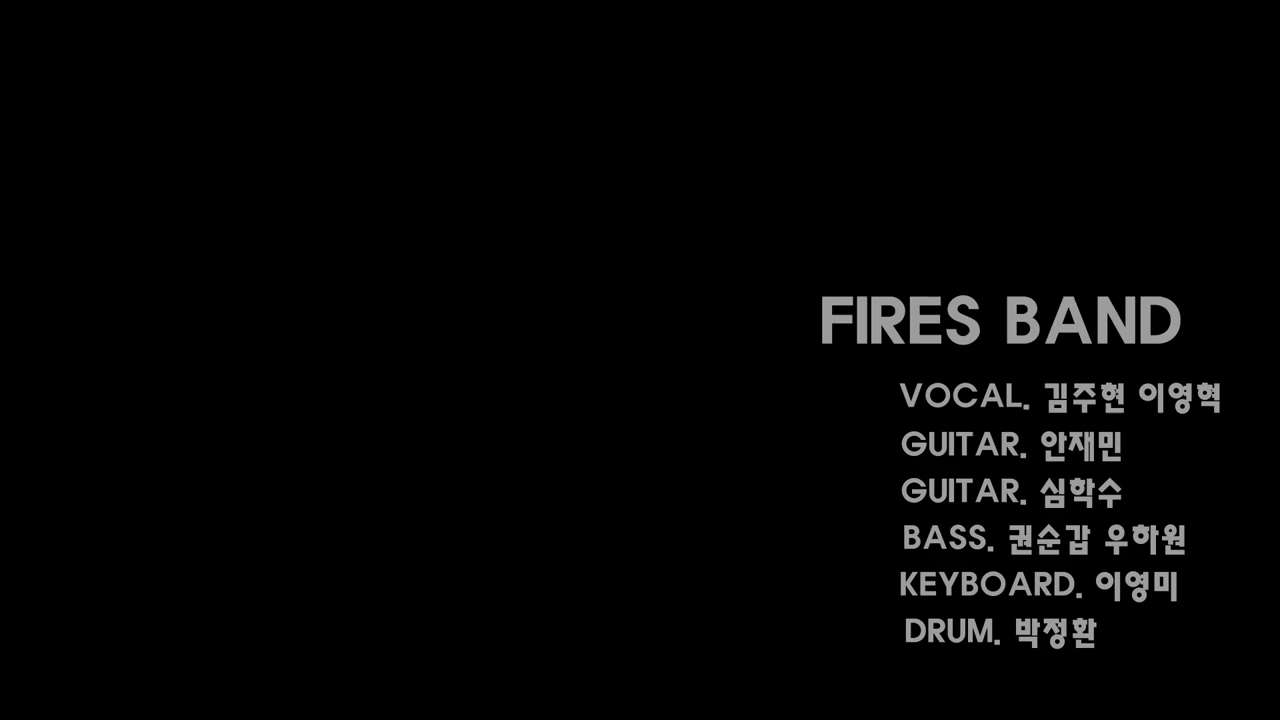 FIRES BAND
VOCAL. 김주현 이영혁
GUITAR. 안재민
GUITAR. 심학수
BASS. 권순갑 우하원
KEYBOARD. 이영미
DRUM. 박정환